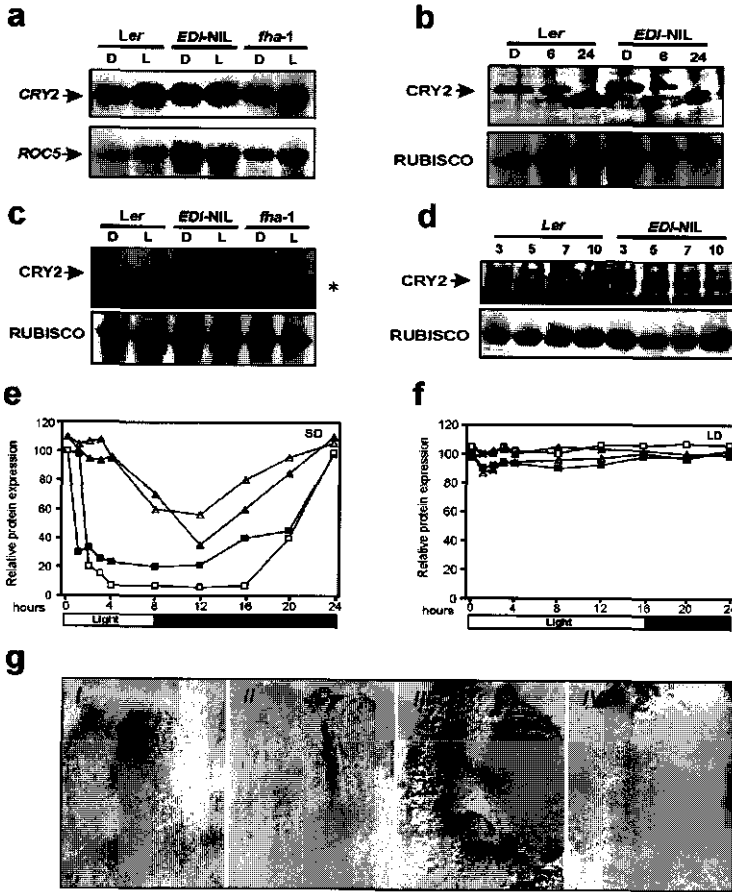 a
Ler EDI-NIL fha-1
D L D L D L
CRY2
ROC5
b
Ler EDI-NIL
D 6 24 D 6 24
CRY2
RUBISCO
c
Ler EDI-NIL fha-1
D L D L D L
CRY2
*
RUBISCO
d
Ler EDI-NIL
3 5 7 10 3 5 7 10
CRY2
RUBISCO
e
Relative protein expression
120
100
80
60
40
20
0
SD
hours 0 4 8 12 16 20 24
Light
f
Relative protein expression
120
100
80
60
40
20
0
LD
hours 0 4 8 12 16 20 24
Light
g
I II III